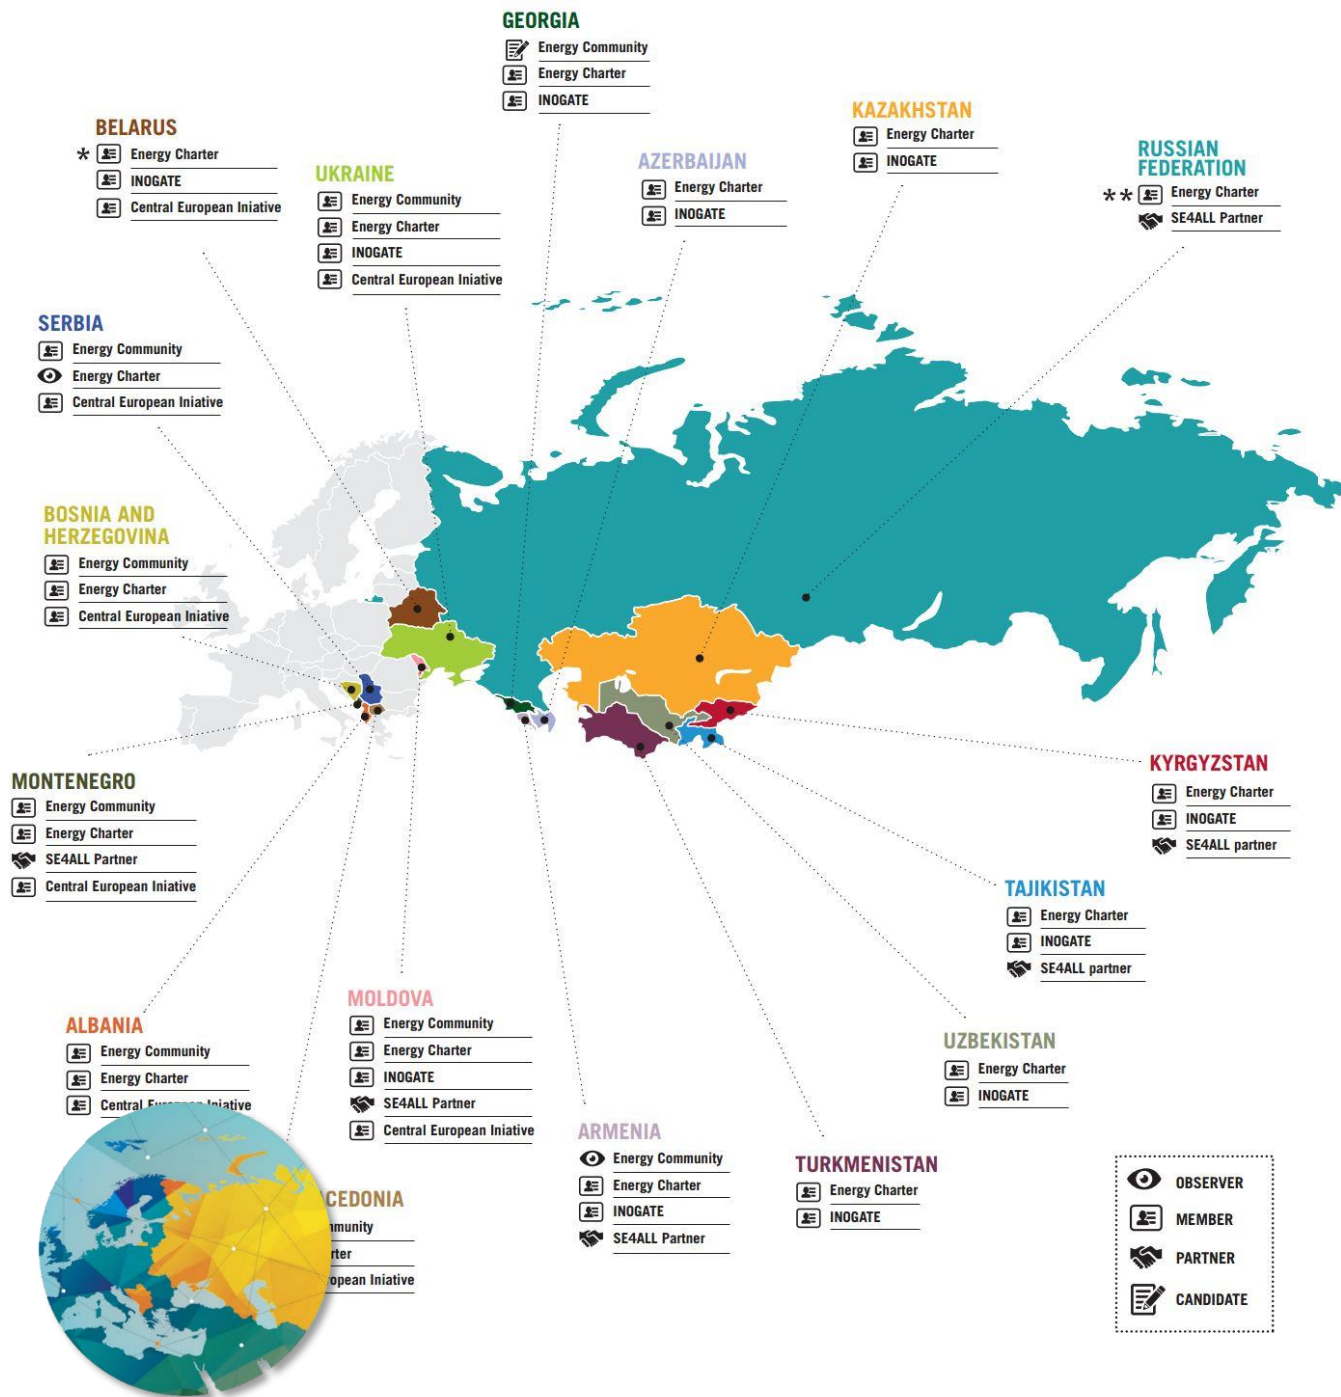 GEORGIA
Energy Community
Energy Charter
INOGATE
BELARUS
* Energy Charter
INOGATE
Central European Iniative
UKRAINE
Energy Community
Energy Charter
INOGATE
Central European Iniative
AZERBAIJAN
Energy Charter
INOGATE
KAZAKHSTAN
Energy Charter
INOGATE
RUSSIAN
FEDERATION
** Energy Charter
SE4ALL Partner
SERBIA
Energy Community
Energy Charter
Central European Iniative
BOSNIA AND
HERZEGOVINA
Energy Community
Energy Charter
Central European Iniative
MONTENEGRO
Energy Community
Energy Charter
SE4ALL Partner
Central European Iniative
KYRGYZSTAN
Energy Charter
INOGATE
SE4ALL partner
TAJIKISTAN
Energy Charter
INOGATE
SE4ALL partner
ALBANIA
Energy Community
Energy Charter
Central European Iniative
MOLDOVA
Energy Community
Energy Charter
INOGATE
SE4ALL Partner
Central European Iniative
UZBEKISTAN
Energy Charter
INOGATE
ARMENIA
Energy Community
Energy Charter
INOGATE
SE4ALL Partner
TURKMENISTAN
Energy Charter
INOGATE
CEDONIA
mmunity
rter
ropean Iniative
OBSERVER
MEMBER
PARTNER
CANDIDATE